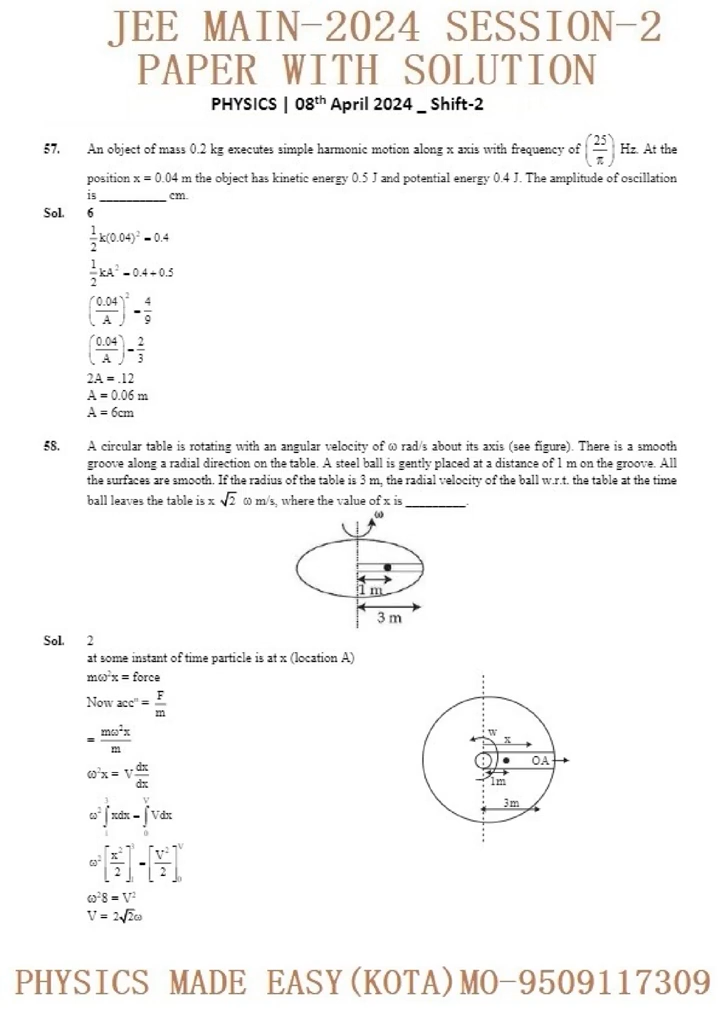 JEE MAIN-2024 SESSION-2
PAPER WITH SOLUTION
PHYSICS | 08th April 2024 _ Shift-2
57. An object of mass 0.2 kg executes simple harmonic motion along x axis with frequency of (25/π) Hz. At the
position x = 0.04 m the object has kinetic energy 0.5 J and potential energy 0.4 J. The amplitude of oscillation
is __________ cm.
Sol. 6
1/2 k(0.04)² = 0.4
1/2 kA² = 0.4 + 0.5
(0.04/A)² = 4/9
(0.04/A) = 2/3
2A = .12
A = 0.06 m
A = 6cm
58. A circular table is rotating with an angular velocity of ω rad/s about its axis (see figure). There is a smooth
groove along a radial direction on the table. A steel ball is gently placed at a distance of 1 m on the groove. All
the surfaces are smooth. If the radius of the table is 3 m, the radial velocity of the ball w.r.t. the table at the time
ball leaves the table is x √2 ω m/s, where the value of x is _________.
ω
1 m
3 m
Sol. 2
at some instant of time particle is at x (location A)
mω²x = force
Now accⁿ = F/m
= mω²x/m
ω²x = V dx/dx
ω² ∫₁³ xdx = ∫₀ⱽ Vdx
ω² [x²/2]₁³ = [V²/2]₀ⱽ
ω²8 = V²
V = 2√2ω
w
x
OA
1m
3m
PHYSICS MADE EASY(KOTA)MO-9509117309